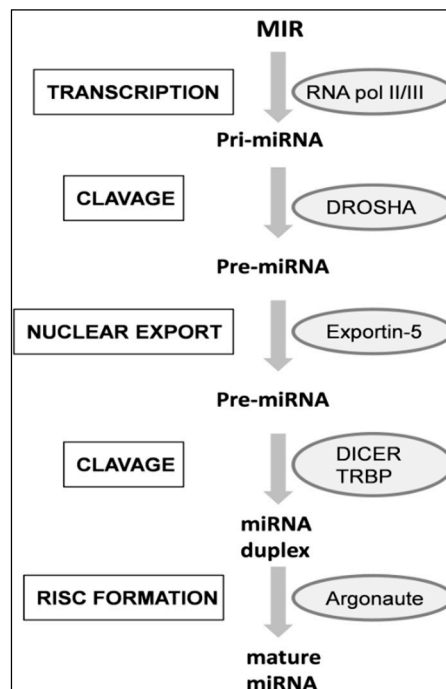 MIR
TRANSCRIPTION
RNA pol II/III
Pri-miRNA
CLAVAGE
DROSHA
Pre-miRNA
NUCLEAR EXPORT
Exportin-5
Pre-miRNA
CLAVAGE
DICER
TRBP
miRNA
duplex
RISC FORMATION
Argonaute
mature
miRNA